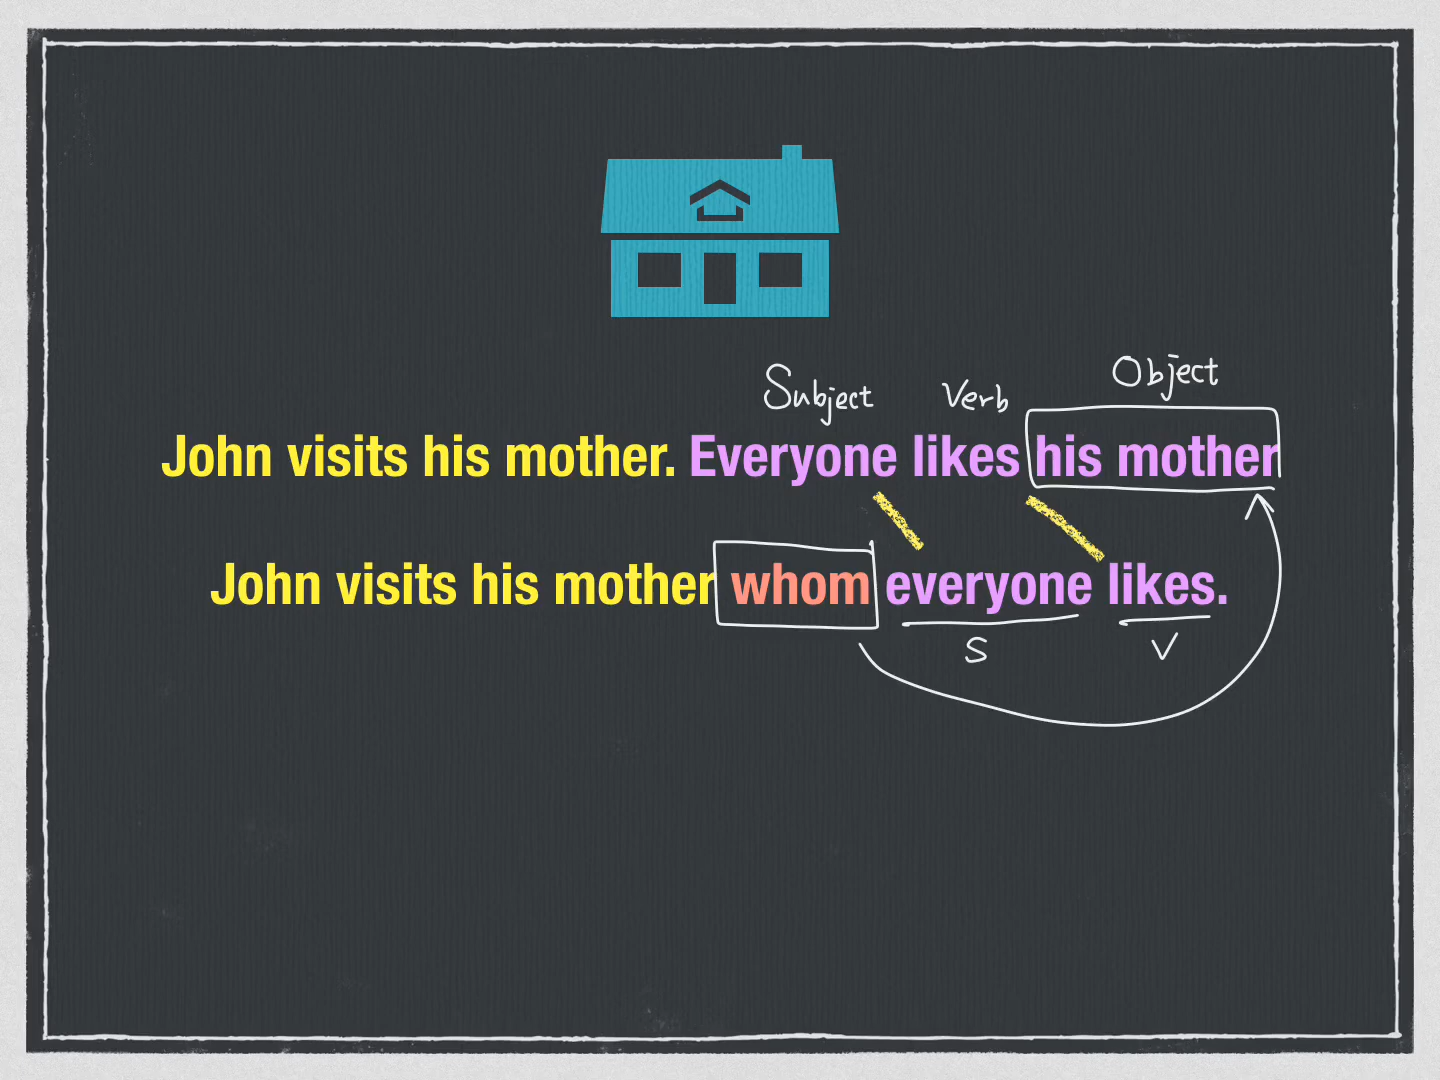 Subject Verb Object
John visits his mother. Everyone likes his mother
John visits his mother whom everyone likes.
S V